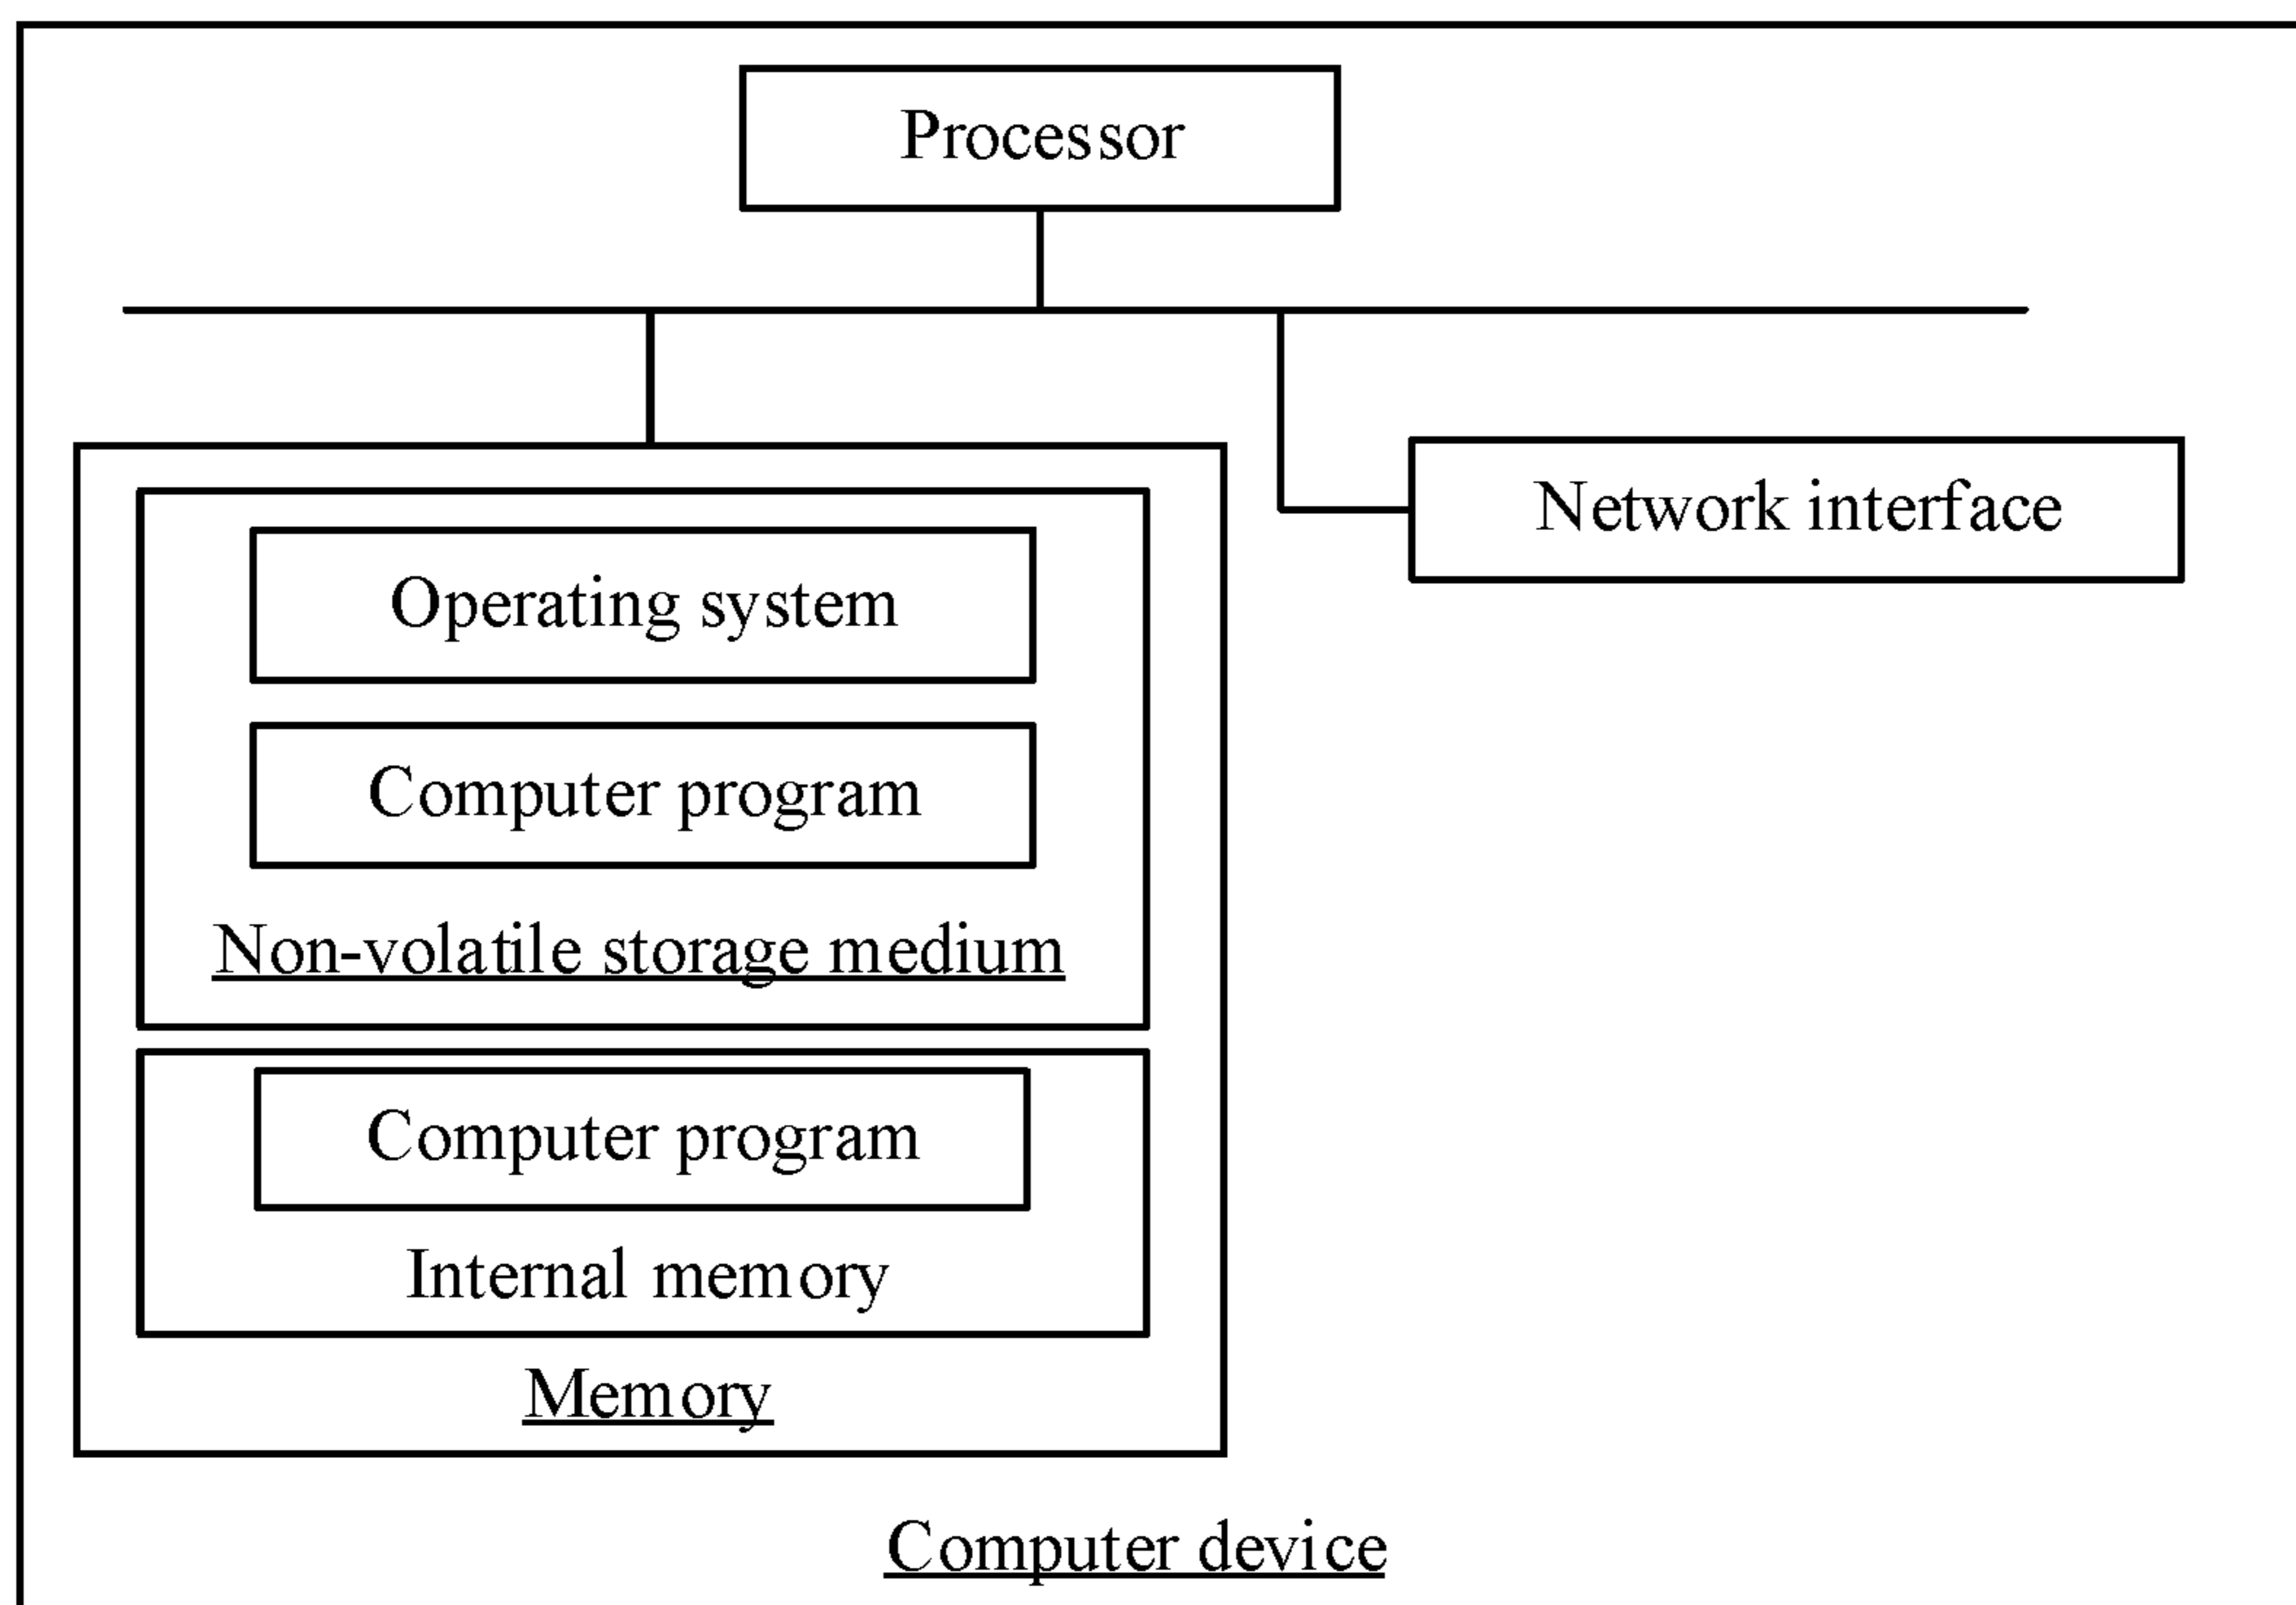 Processor
Network interface
Operating system
Computer program
Non-volatile storage medium
Computer program
Internal memory
Memory
Computer device